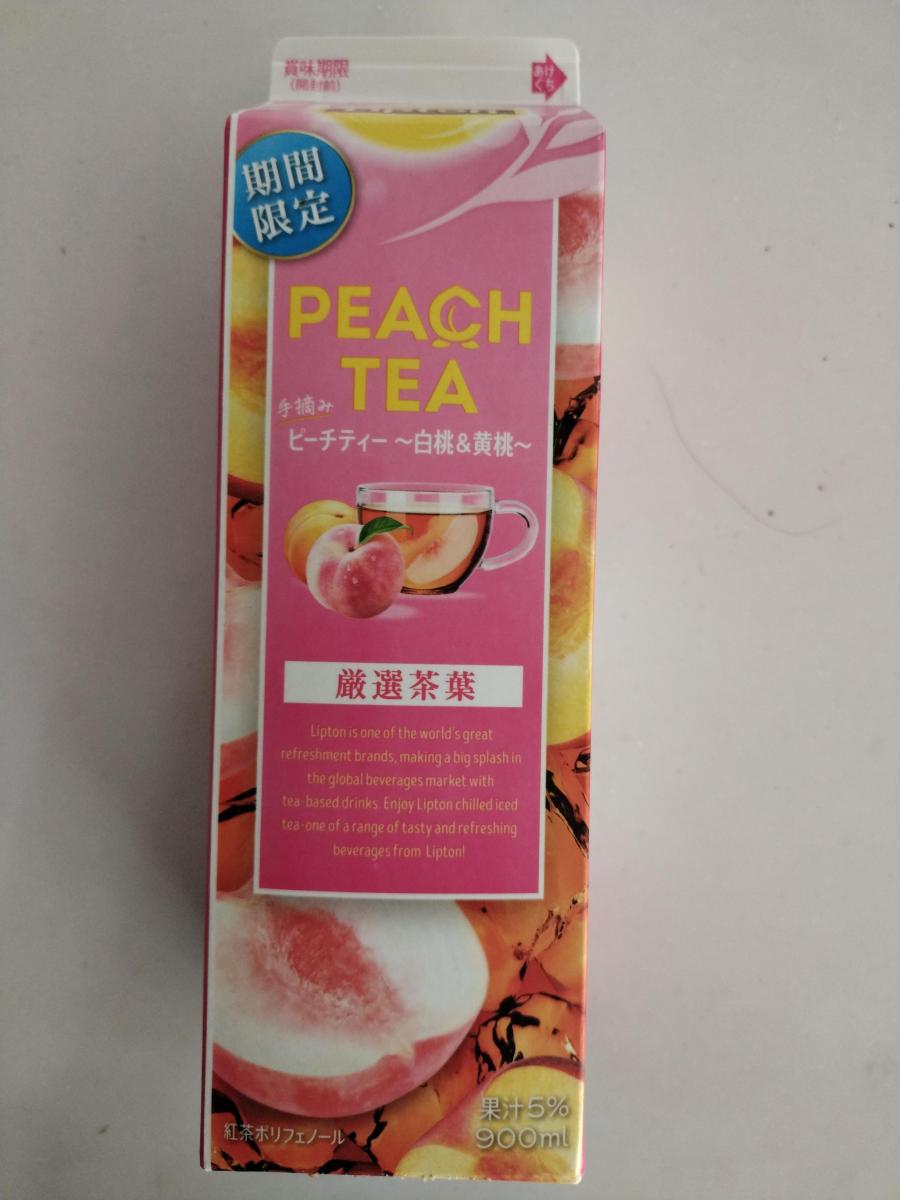 賞味期限
(開封前)
あけ
ぐち
期間
限定
PEACH
TEA
手摘み
ピーチティー ～白桃&黄桃～
厳選茶葉
Lipton is one of the world's great
refreshment brands, making a big splash in
the global beverages market with
tea-based drinks. Enjoy Lipton chilled iced
tea-one of a range of tasty and refreshing
beverages from Lipton!
果汁5%
900ml
紅茶ポリフェノール